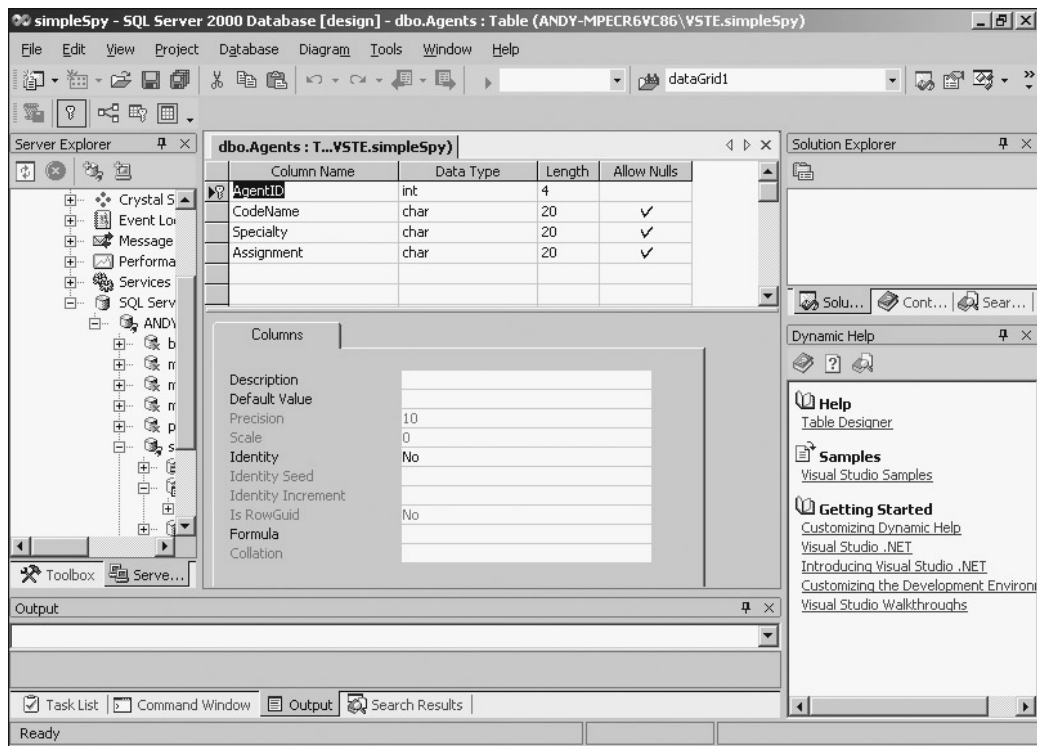 simpleSpy - SQL Server 2000 Database [design] - dbo.Agents : Table (ANDY-MPECR6VC86\VSTE.simpleSpy)
File Edit View Project Database Diagram Tools Window Help
dataGrid1
Server Explorer
Crystal S
Event Lo
Message
Performa
Services
SQL Serv
ANDY
b
m
m
m
p
s
Toolbox Serve...
dbo.Agents : T...VSTE.simpleSpy)
Column Name Data Type Length Allow Nulls
AgentID int 4
CodeName char 20
Specialty char 20
Assignment char 20
Columns
Description
Default Value
Precision 10
Scale 0
Identity No
Identity Seed
Identity Increment
Is RowGuid No
Formula
Collation
Solution Explorer
Solu... Cont... Sear...
Dynamic Help
Help
Table Designer
Samples
Visual Studio Samples
Getting Started
Customizing Dynamic Help
Visual Studio .NET
Introducing Visual Studio .NET
Customizing the Development Environ
Visual Studio Walkthroughs
Output
Task List Command Window Output Search Results
Ready